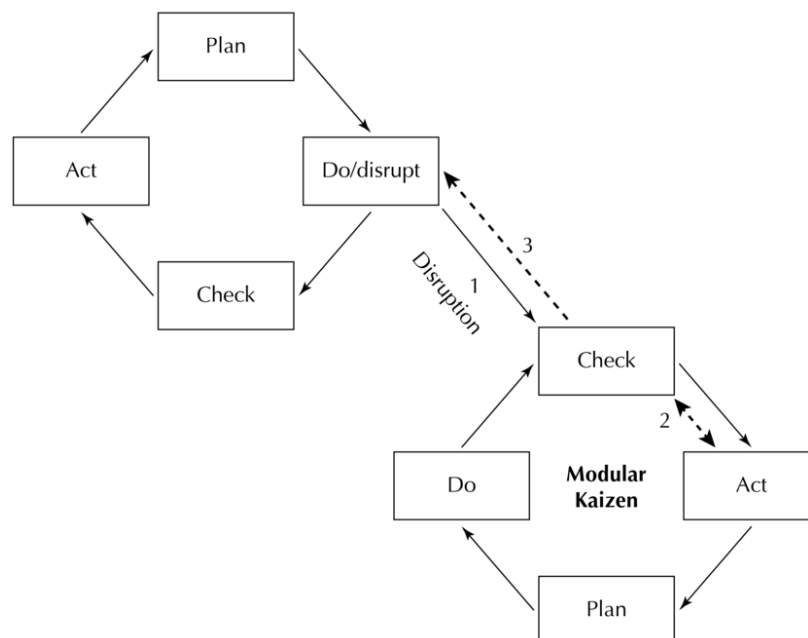 Plan
Act
Do/disrupt
Check
3
1
Disruption
Check
2
Do
Modular
Kaizen
Act
Plan